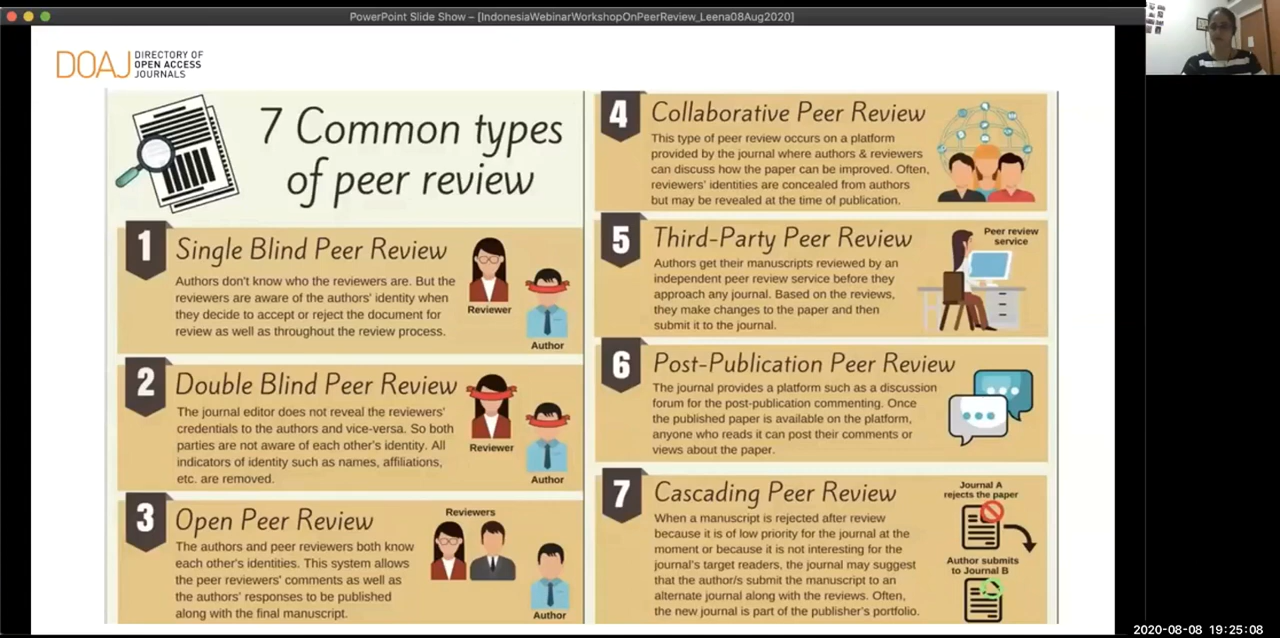 PowerPoint Slide Show – [IndonesiaWebinarWorkshopOnPeerReview_Leena08Aug2020]
DOAJ
DIRECTORY OF
OPEN ACCESS
JOURNALS
7 Common types
of peer review
1
Single Blind Peer Review
Authors don't know who the reviewers are. But the
reviewers are aware of the authors' identity when
they decide to accept or reject the document for
review as well as throughout the review process.
Reviewer
Author
2
Double Blind Peer Review
The journal editor does not reveal the reviewers'
credentials to the authors and vice-versa. So both
parties are not aware of each other's identity. All
indicators of identity such as names, affiliations,
etc. are removed.
Reviewer
Author
3
Open Peer Review
The authors and peer reviewers both know
each other's identities. This system allows
the peer reviewers' comments as well as
the authors' responses to be published
along with the final manuscript.
Reviewers
Author
4
Collaborative Peer Review
This type of peer review occurs on a platform
provided by the journal where authors & reviewers
can discuss how the paper can be improved. Often,
reviewers' identities are concealed from authors
but may be revealed at the time of publication.
5
Third-Party Peer Review
Authors get their manuscripts reviewed by an
independent peer review service before they
approach any journal. Based on the reviews,
they make changes to the paper and then
submit it to the journal.
Peer review
service
6
Post-Publication Peer Review
The journal provides a platform such as a discussion
forum for the post-publication commenting. Once
the published paper is available on the platform,
anyone who reads it can post their comments or
views about the paper.
7
Cascading Peer Review
When a manuscript is rejected after review
because it is of low priority for the journal at the
moment or because it is not interesting for the
journal's target readers, the journal may suggest
that the author/s submit the manuscript to an
alternate journal along with the reviews. Often,
the new journal is part of the publisher's portfolio.
Journal A
rejects the paper
Author submits
to Journal B
2020-08-08 19:25:08